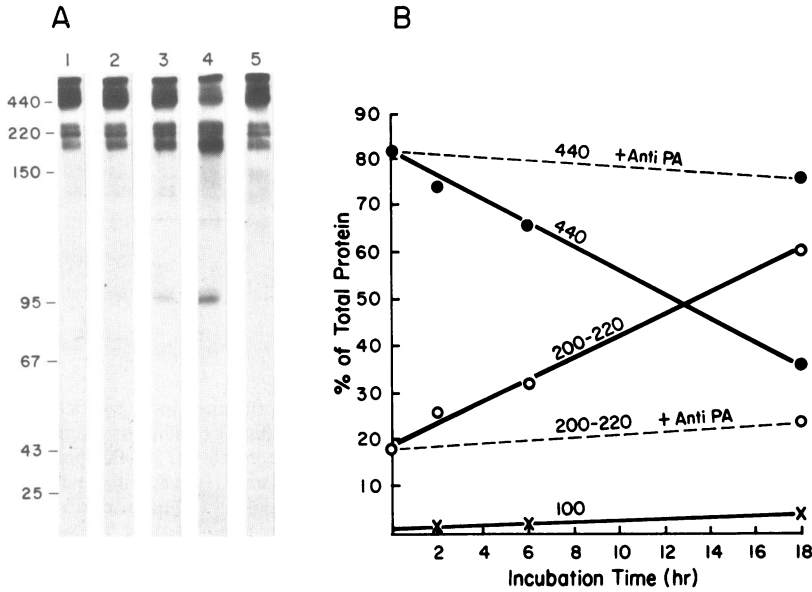 A
1 2 3 4 5
440
220
150
95
67
43
25
B
90
80
70
60
50
40
30
20
10
% of Total Protein
440 +Anti PA
440
200-220
200-220 + Anti PA
100
2 4 6 8 10 12 14 16 18
Incubation Time (hr)